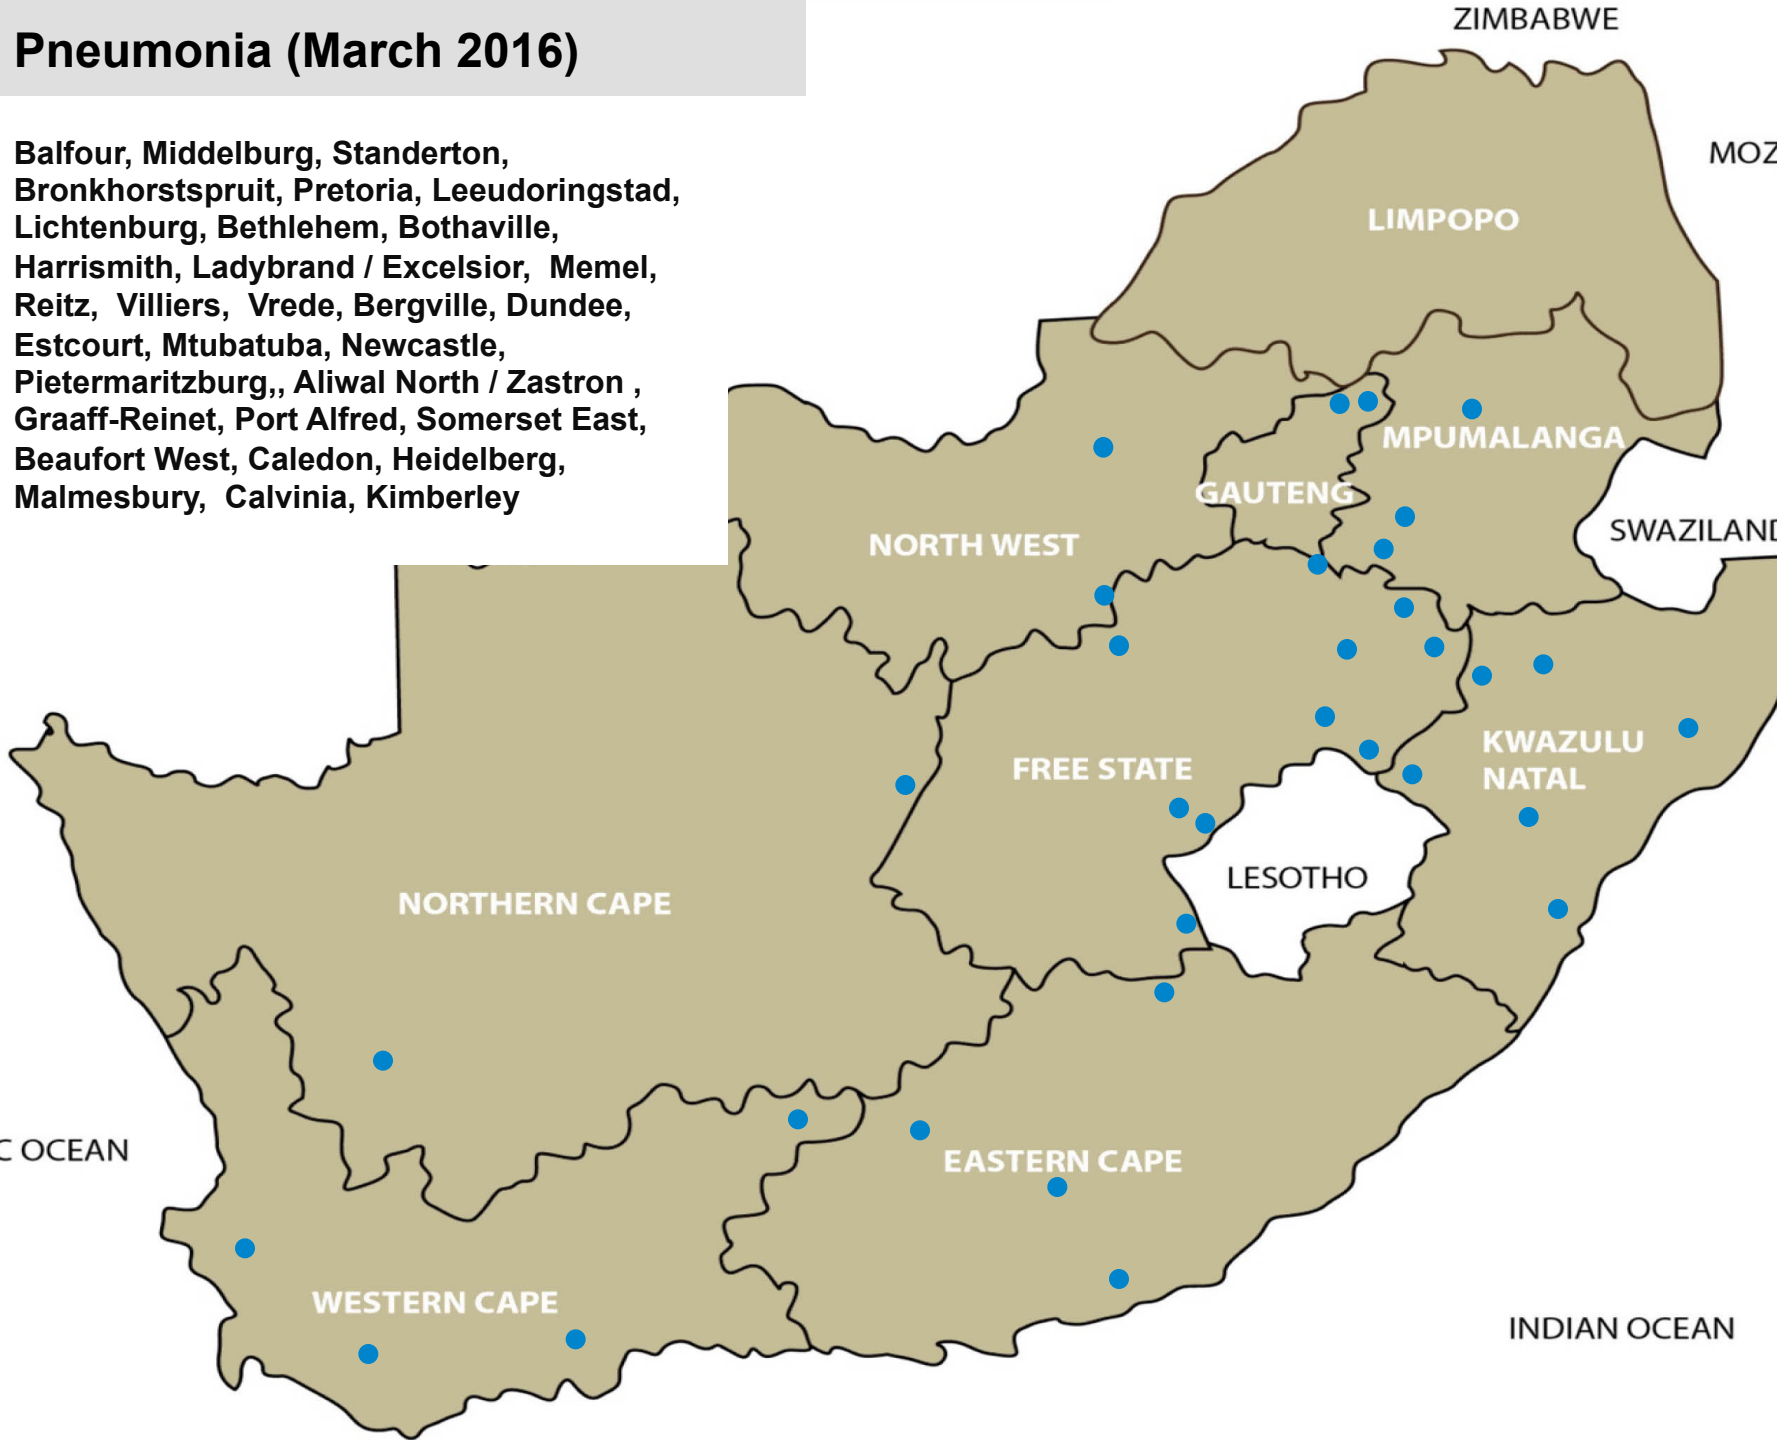 Pneumonia (March 2016)
Balfour, Middelburg, Standerton,
Bronkhorstspruit, Pretoria, Leeudoringstad,
Lichtenburg, Bethlehem, Bothaville,
Harrismith, Ladybrand / Excelsior,  Memel,
Reitz,  Villiers,  Vrede, Bergville, Dundee,
Estcourt, Mtubatuba, Newcastle,
Pietermaritzburg,, Aliwal North / Zastron ,
Graaff-Reinet, Port Alfred, Somerset East,
Beaufort West, Caledon, Heidelberg,
Malmesbury,  Calvinia, Kimberley
ZIMBABWE
MOZ
LIMPOPO
MPUMALANGA
GAUTENG
SWAZILAND
NORTH WEST
KWAZULU
NATAL
FREE STATE
LESOTHO
NORTHERN CAPE
C OCEAN
EASTERN CAPE
WESTERN CAPE
INDIAN OCEAN